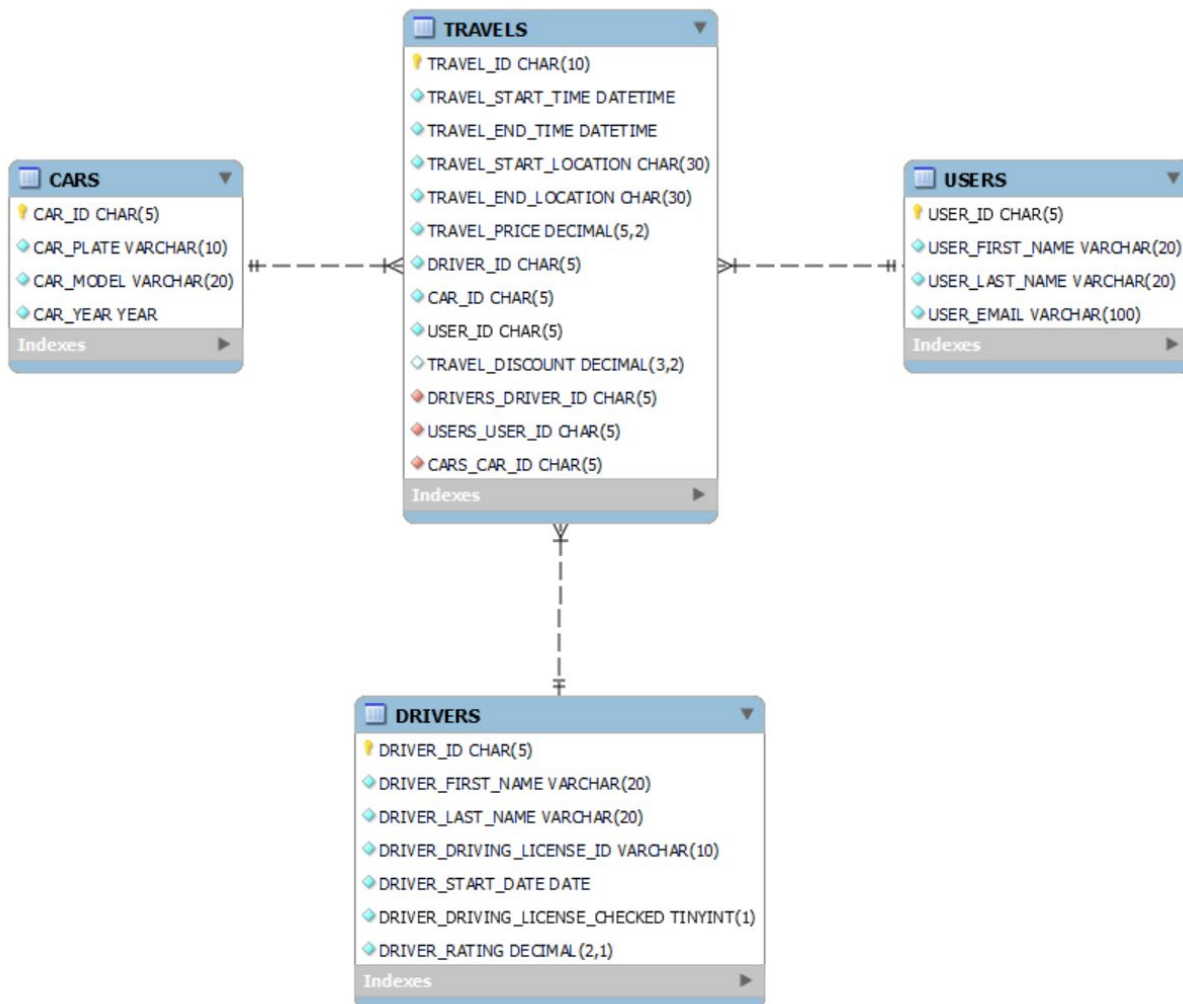 TRAVELS
TRAVEL_ID CHAR(10)
TRAVEL_START_TIME DATETIME
TRAVEL_END_TIME DATETIME
TRAVEL_START_LOCATION CHAR(30)
TRAVEL_END_LOCATION CHAR(30)
TRAVEL_PRICE DECIMAL(5,2)
DRIVER_ID CHAR(5)
CAR_ID CHAR(5)
USER_ID CHAR(5)
TRAVEL_DISCOUNT DECIMAL(3,2)
DRIVERS_DRIVER_ID CHAR(5)
USERS_USER_ID CHAR(5)
CARS_CAR_ID CHAR(5)
Indexes
CARS
CAR_ID CHAR(5)
CAR_PLATE VARCHAR(10)
CAR_MODEL VARCHAR(20)
CAR_YEAR YEAR
Indexes
USERS
USER_ID CHAR(5)
USER_FIRST_NAME VARCHAR(20)
USER_LAST_NAME VARCHAR(20)
USER_EMAIL VARCHAR(100)
Indexes
DRIVERS
DRIVER_ID CHAR(5)
DRIVER_FIRST_NAME VARCHAR(20)
DRIVER_LAST_NAME VARCHAR(20)
DRIVER_DRIVING_LICENSE_ID VARCHAR(10)
DRIVER_START_DATE DATE
DRIVER_DRIVING_LICENSE_CHECKED TINYINT(1)
DRIVER_RATING DECIMAL(2,1)
Indexes